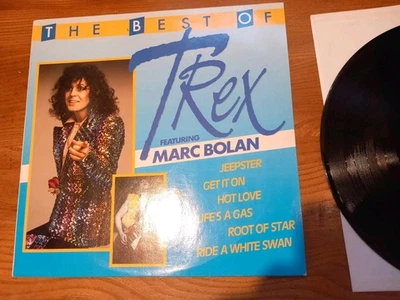 THE BEST OF
T.Rex
FEATURING
MARC BOLAN
JEEPSTER
GET IT ON
HOT LOVE
LIFE'S A GAS
ROOT OF STAR
RIDE A WHITE SWAN